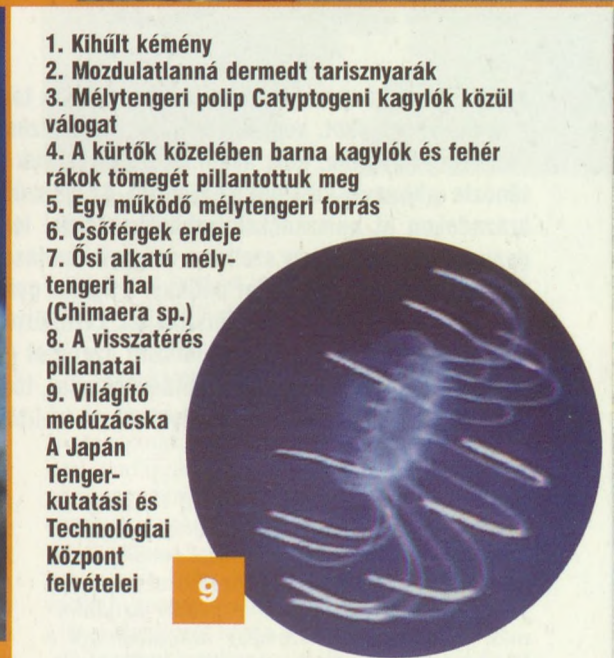 1. Kihűlt kémény
2. Mozdulatlanná dermedt tarisznyarák
3. Mélytengeri polip Catyptogeni kagylók közül
válogat
4. A kürtők közelében barna kagylók és fehér
rákok tömegét pillantottuk meg
5. Egy működő mélytengeri forrás
6. Csőférgek erdeje
7. Ősi alkatú mély-
tengeri hal
(Chimaera sp.)
8. A visszatérés
pillanatai
9. Világító
medúzácska
A Japán
Tenger-
kutatási és
Technológiai
Központ
felvételei
9